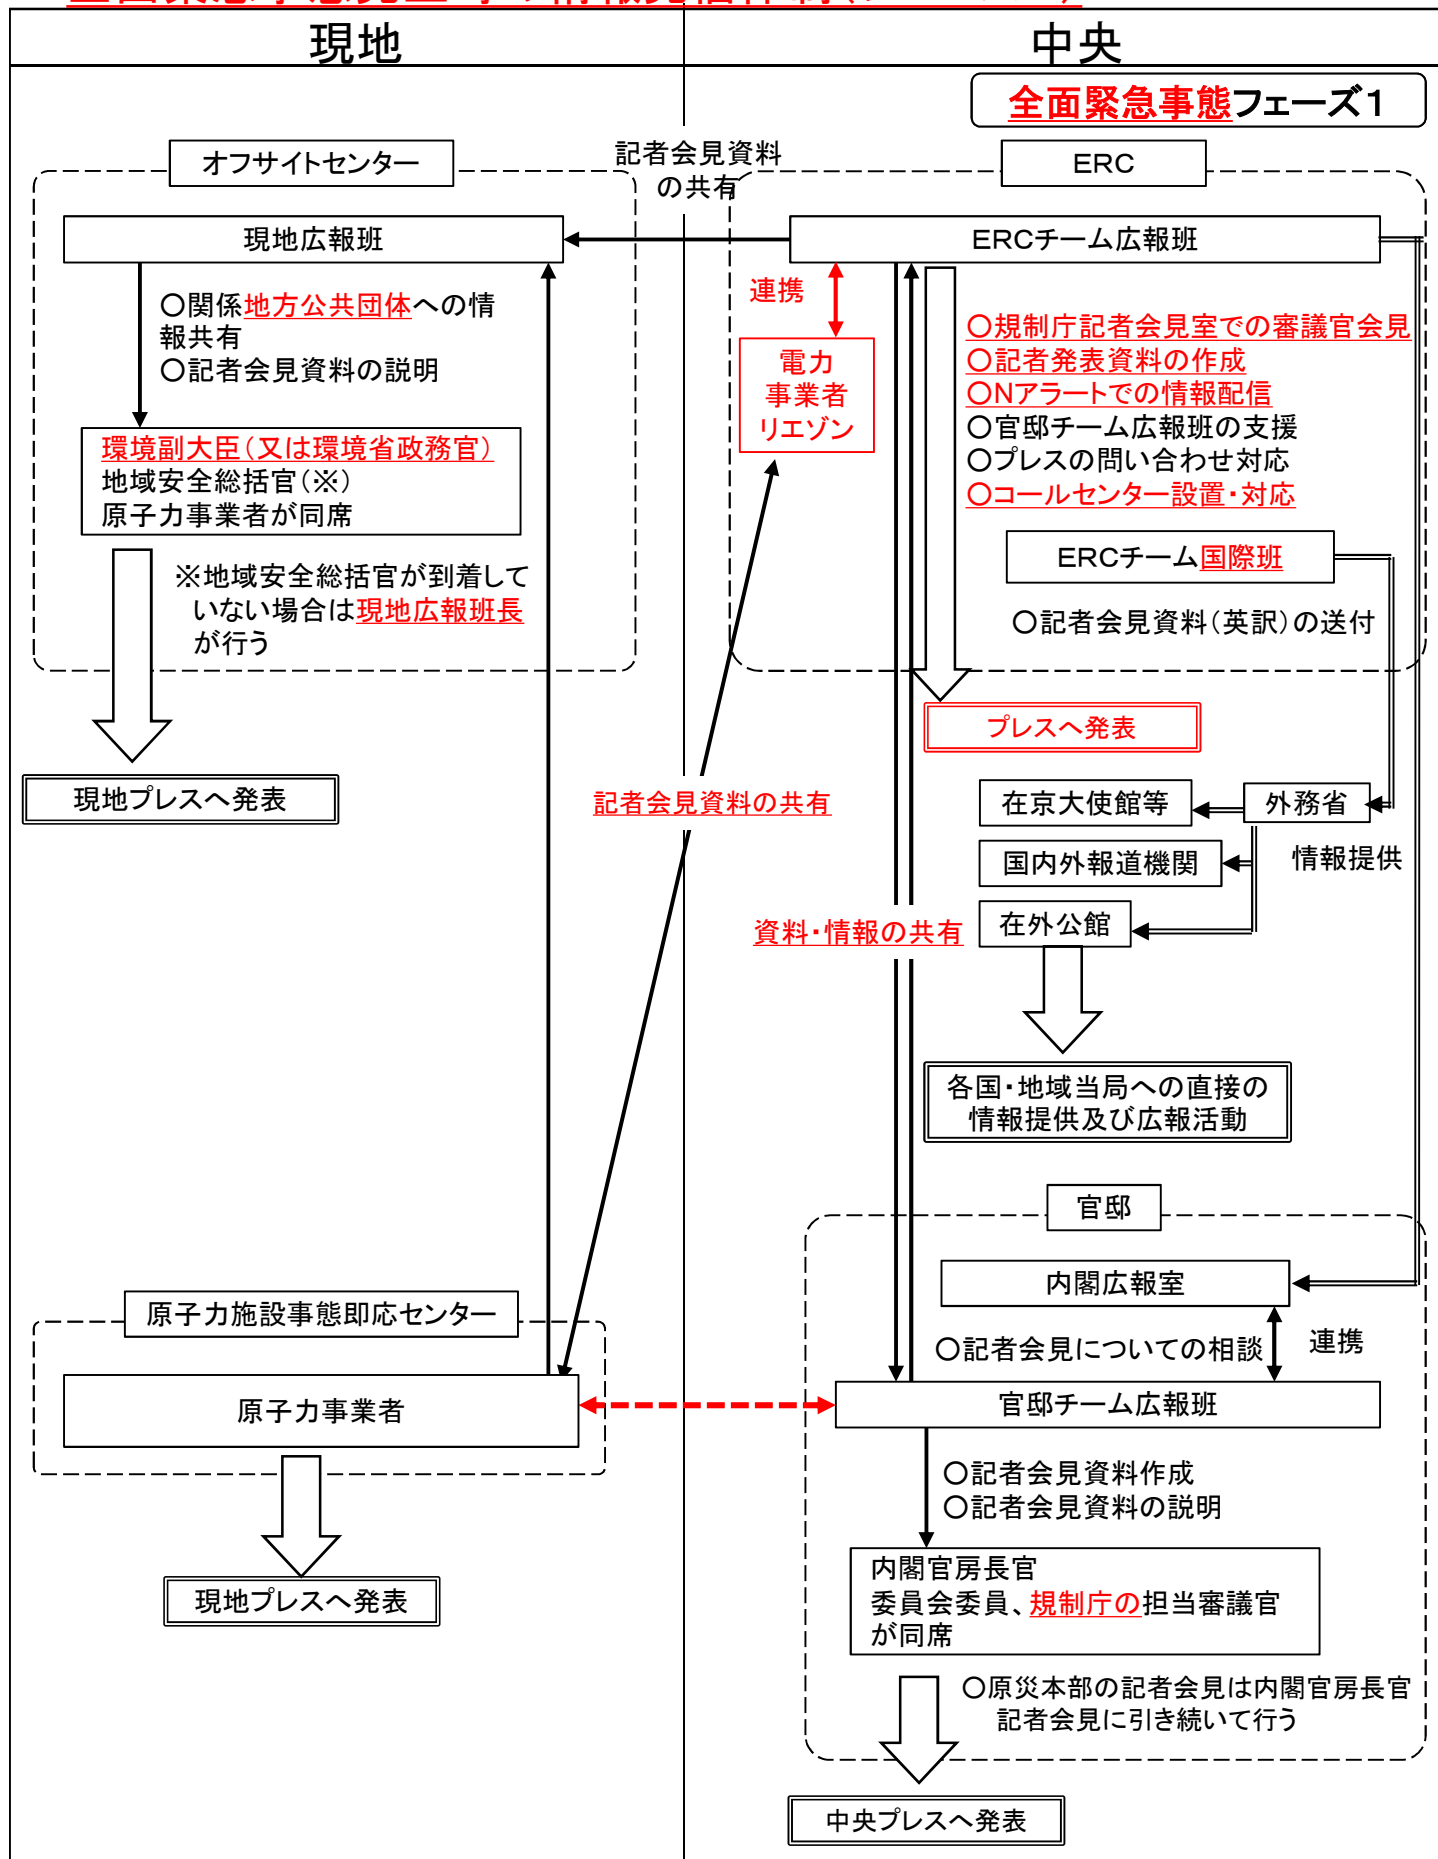 現地
中央
全面緊急事態フェーズ1
オフサイトセンター
記者会見資料
の共有
ERC
現地広報班
ERCチーム広報班
〇関係地方公共団体への情
報共有
〇記者会見資料の説明
連携
電力
事業者
リエゾン
〇規制庁記者会見室での審議官会見
〇記者発表資料の作成
〇Nアラートでの情報配信
〇官邸チーム広報班の支援
〇プレスの問い合わせ対応
〇コールセンター設置・対応
環境副大臣(又は環境省政務官)
地域安全総括官(※)
原子力事業者が同席
※地域安全総括官が到着して
いない場合は現地広報班長
が行う
ERCチーム国際班
〇記者会見資料(英訳)の送付
プレスへ発表
現地プレスへ発表
記者会見資料の共有
在京大使館等
外務省
国内外報道機関
情報提供
資料・情報の共有
在外公館
各国・地域当局への直接の
情報提供及び広報活動
官邸
内閣広報室
原子力施設事態即応センター
〇記者会見についての相談
連携
原子力事業者
官邸チーム広報班
〇記者会見資料作成
〇記者会見資料の説明
現地プレスへ発表
内閣官房長官
委員会委員、規制庁の担当審議官
が同席
〇原災本部の記者会見は内閣官房長官
記者会見に引き続いて行う
中央プレスへ発表